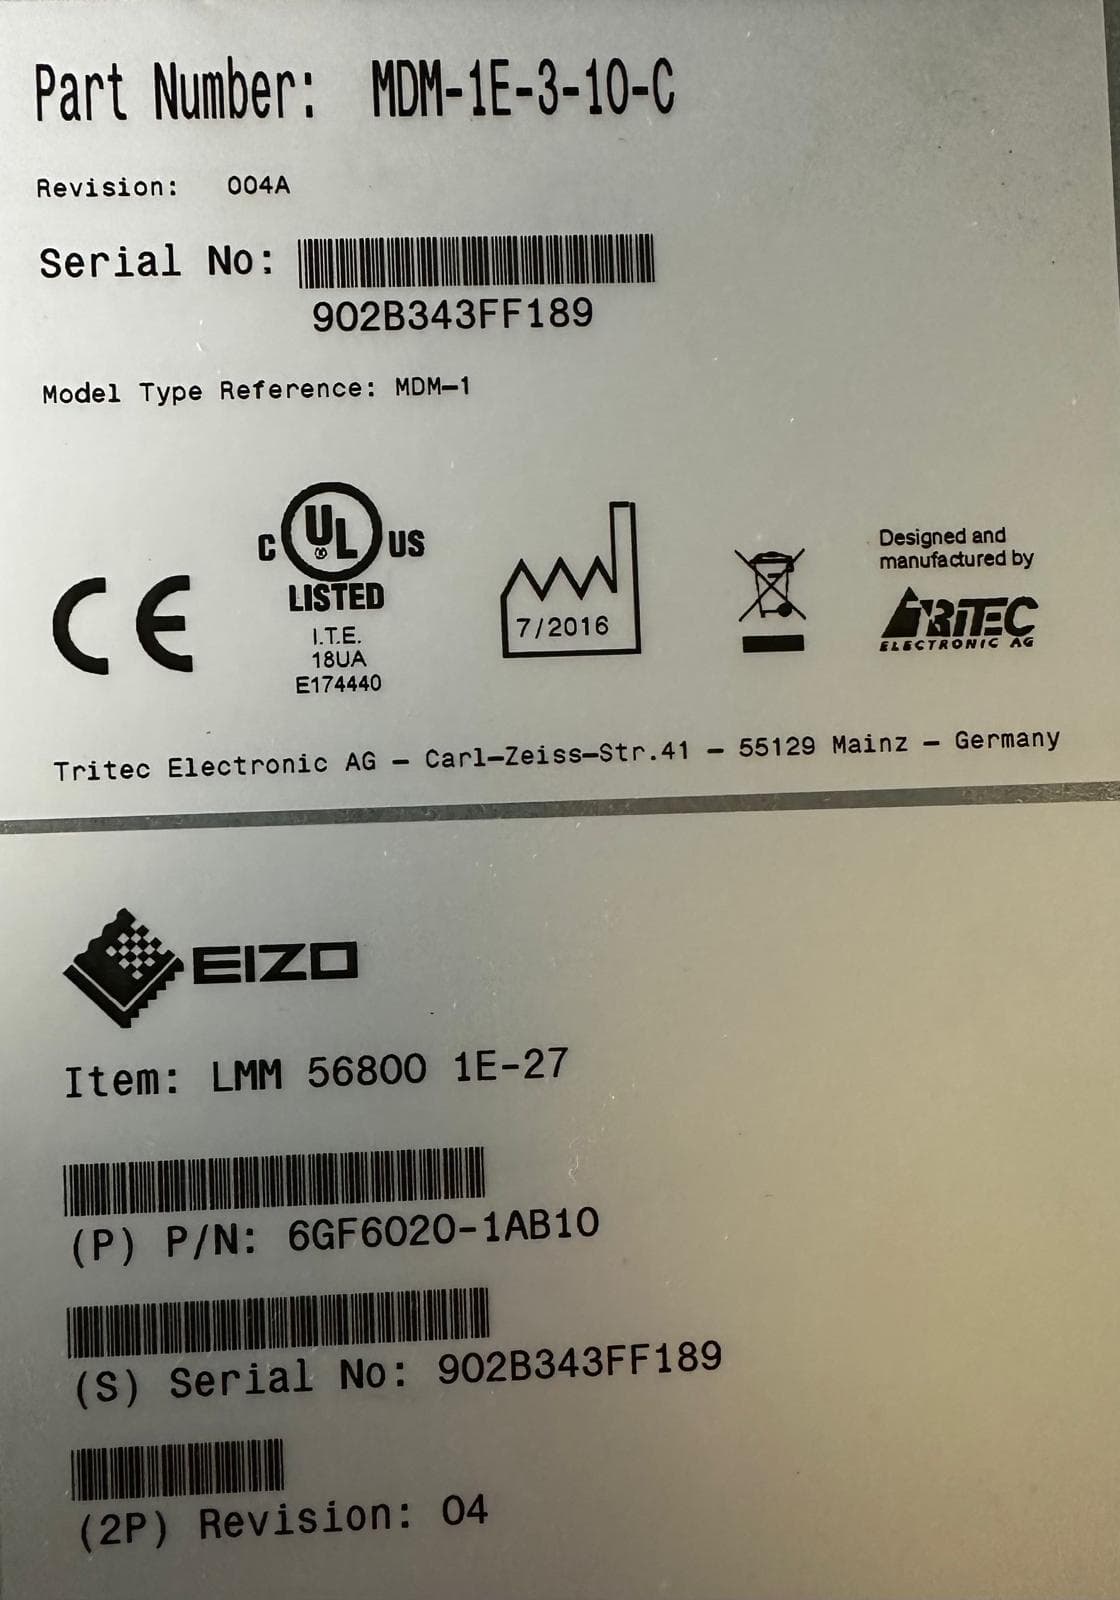 Part Number: MDM-1E-3-10-C
Revision: 004A
Serial No:
902B343FF189
Model Type Reference: MDM-1
CE
C UL US
®
LISTED
I.T.E.
18UA
E174440
7/2016
Designed and
manufactured by
TRITEC
ELECTRONIC AG
Tritec Electronic AG - Carl-Zeiss-Str.41 - 55129 Mainz - Germany
EIZO
Item: LMM 56800 1E-27
(P) P/N: 6GF6020-1AB10
(S) Serial No: 902B343FF189
(2P) Revision: 04